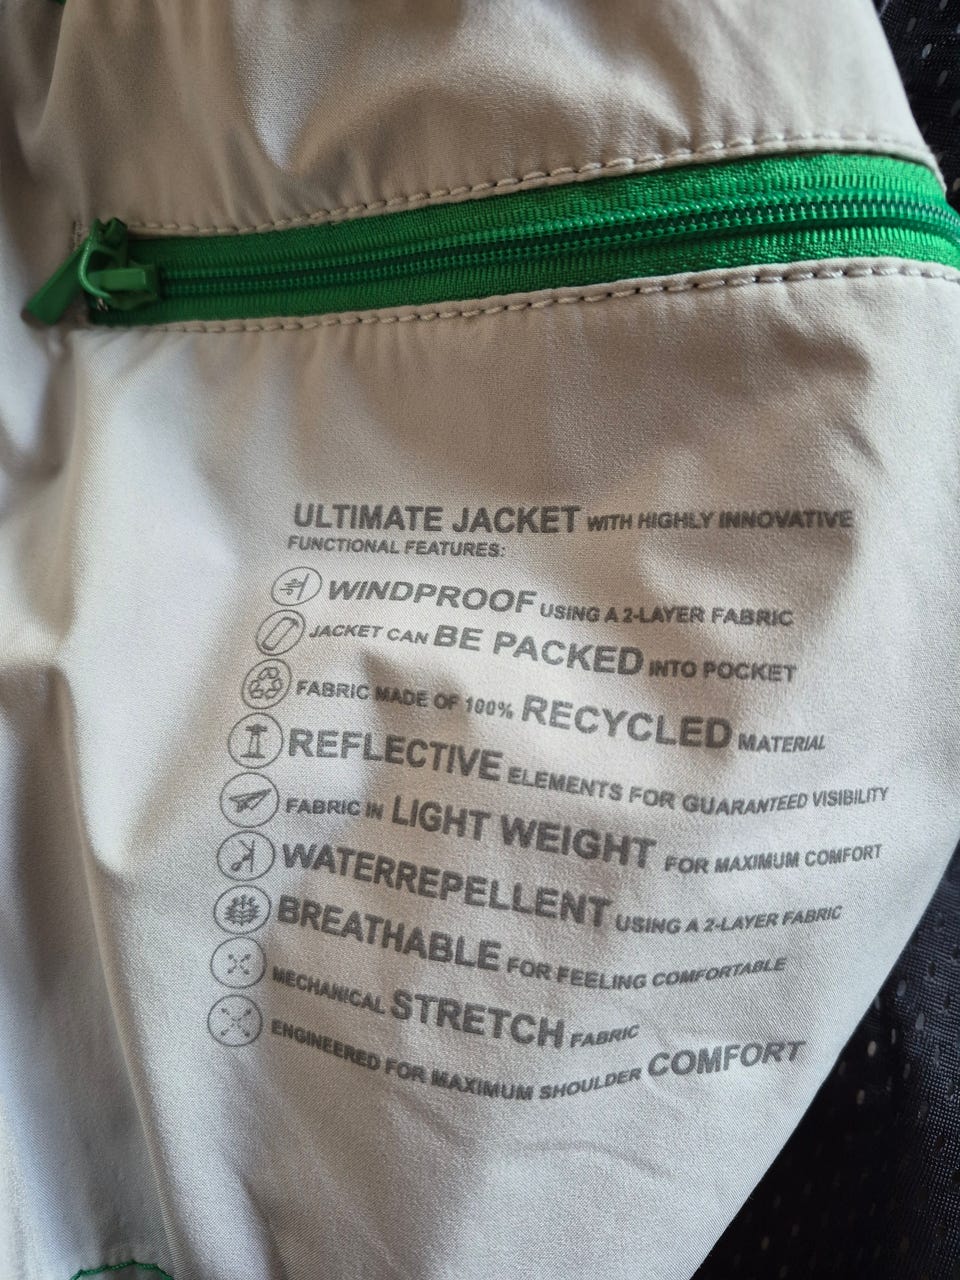 ULTIMATE JACKET WITH HIGHLY INNOVATIVE
FUNCTIONAL FEATURES:
WINDPROOF USING A 2-LAYER FABRIC
JACKET CAN BE PACKED INTO POCKET
FABRIC MADE OF 100% RECYCLED MATERIAL
REFLECTIVE ELEMENTS FOR GUARANTEED VISIBILITY
FABRIC IN LIGHT WEIGHT FOR MAXIMUM COMFORT
WATERREPELLENT USING A 2-LAYER FABRIC
BREATHABLE FOR FEELING COMFORTABLE
MECHANICAL STRETCH FABRIC
ENGINEERED FOR MAXIMUM SHOULDER COMFORT